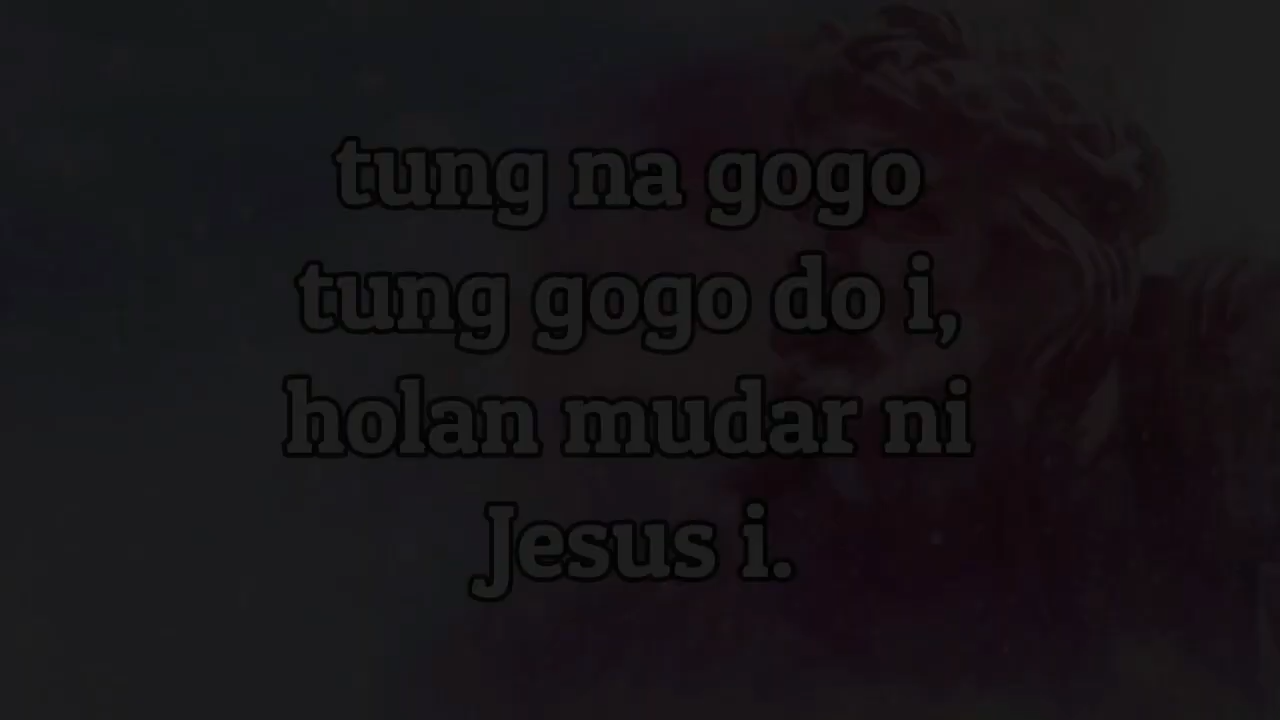 tung na gogo
tung gogo do i,
holan mudar ni
Jesus i.